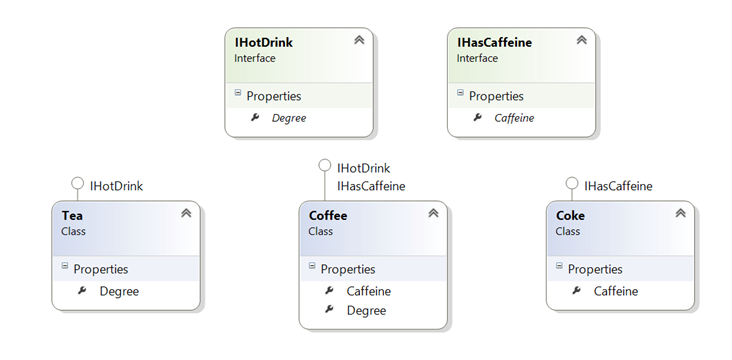 IHotDrink
Interface
Properties
Degree
IHasCaffeine
Interface
Properties
Caffeine
IHotDrink
Tea
Class
Properties
Degree
IHotDrink
IHasCaffeine
Coffee
Class
Properties
Caffeine
Degree
IHasCaffeine
Coke
Class
Properties
Caffeine